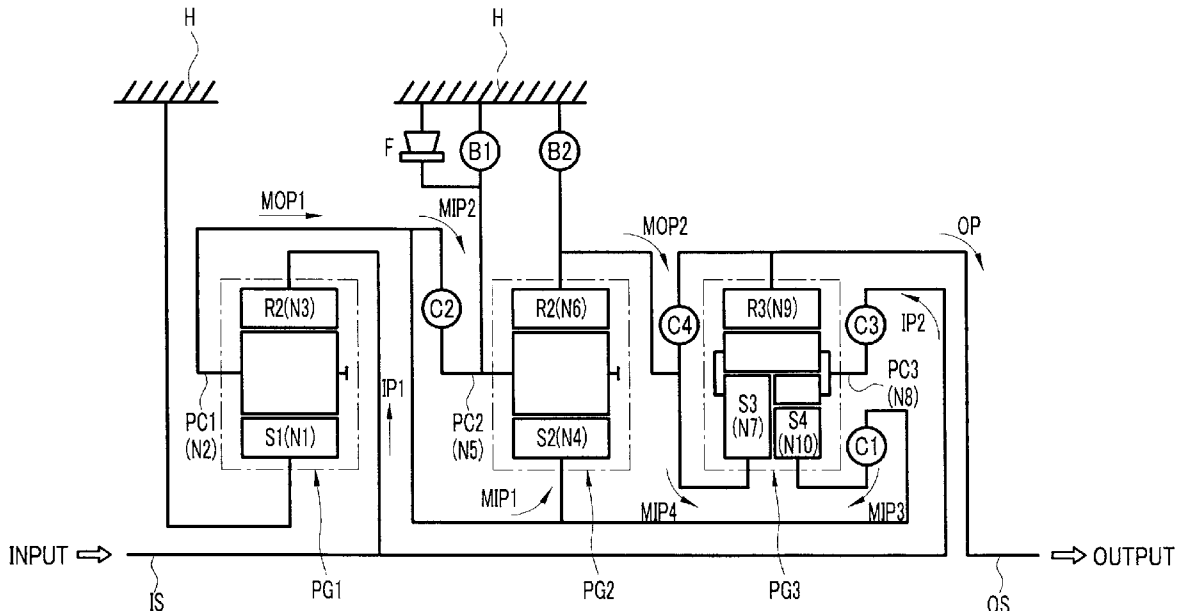 H
H
F
B1
B2
MOP1
MIP2
MOP2
OP
R2(N3)
C2
R2(N6)
C4
R3(N9)
C3
IP2
PC1
(N2)
S1(N1)
IP1
PC2
(N5)
S2(N4)
S3
(N7)
S4
(N10)
PC3
(N8)
C1
MIP1
MIP4
MIP3
INPUT
OUTPUT
IS
PG1
PG2
PG3
OS